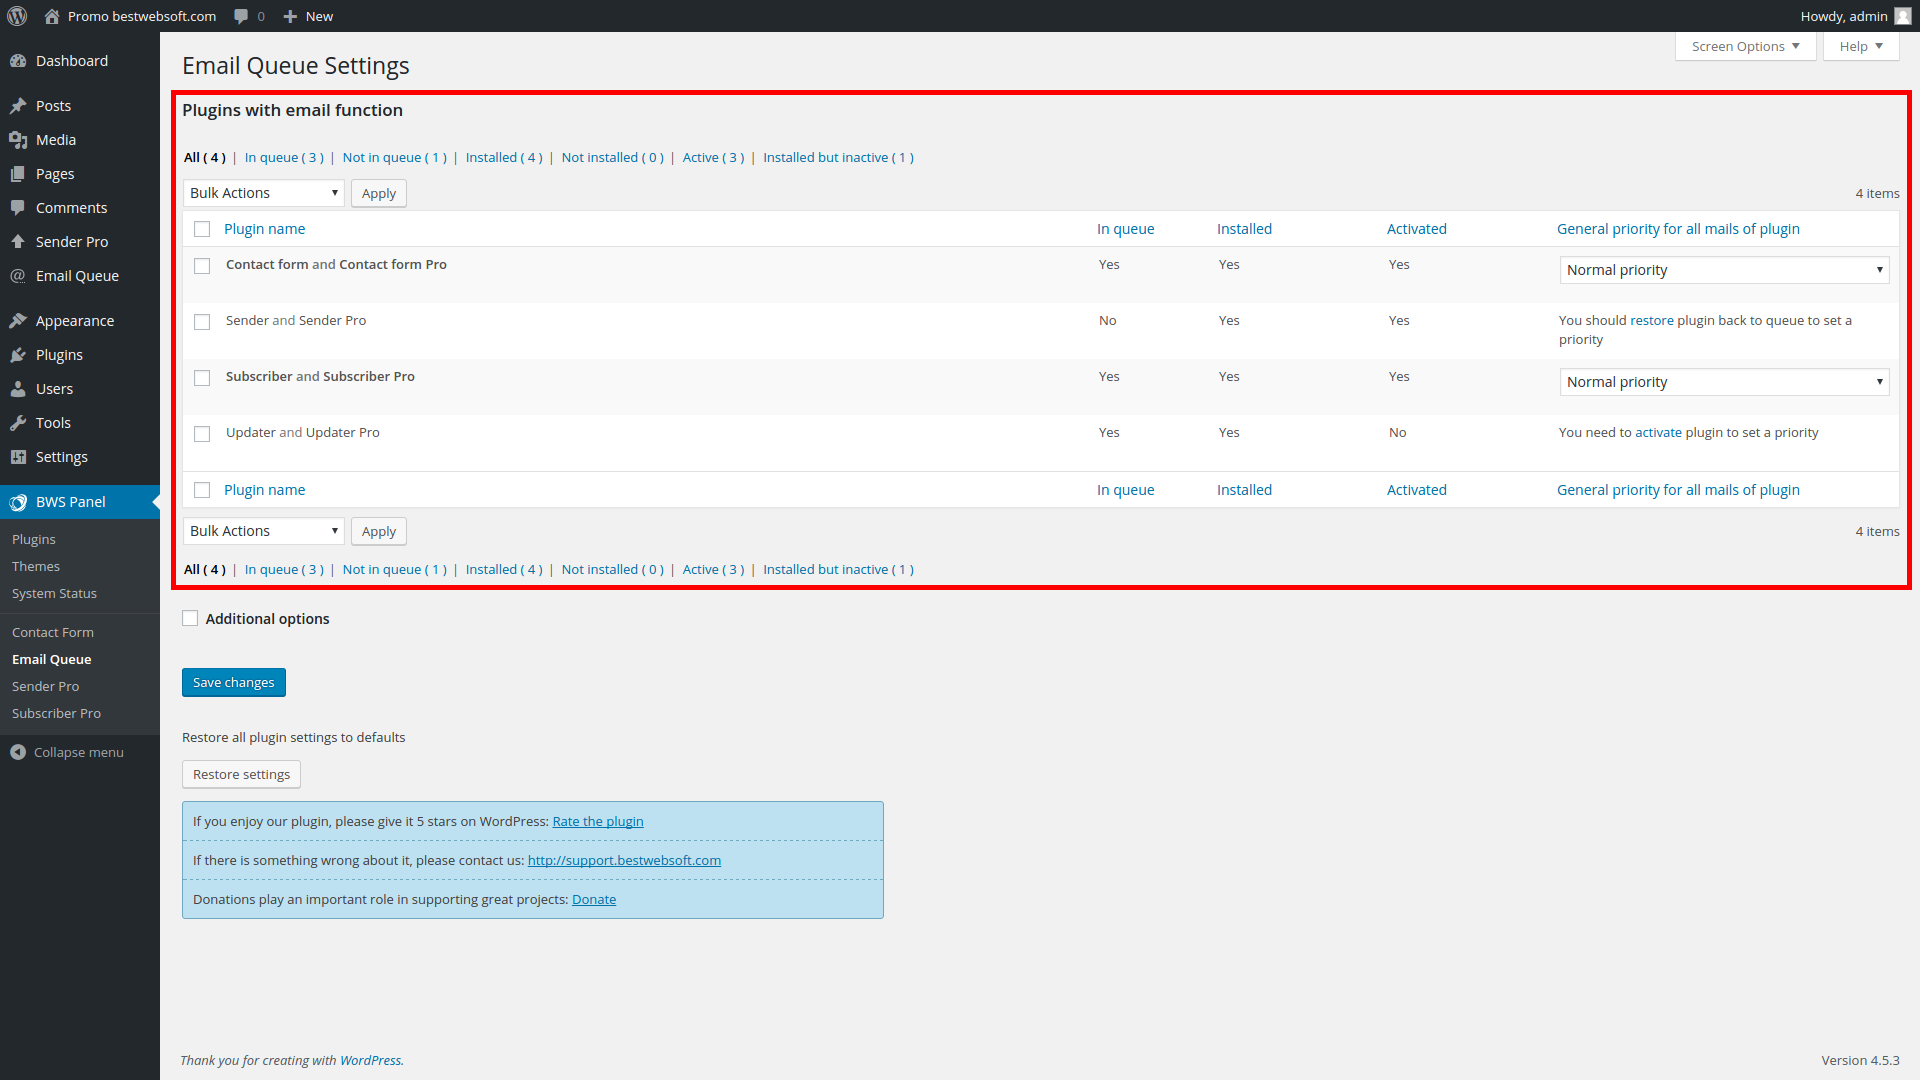 Promo bestwebsoft.com 0 New Howdy, admin
Screen Options Help
Dashboard
Posts
Media
Pages
Comments
Sender Pro
Email Queue
Appearance
Plugins
Users
Tools
Settings
BWS Panel
Plugins
Themes
System Status
Contact Form
Email Queue
Sender Pro
Subscriber Pro
Collapse menu
Email Queue Settings
Plugins with email function
All ( 4 ) | In queue ( 3 ) | Not in queue ( 1 ) | Installed ( 4 ) | Not installed ( 0 ) | Active ( 3 ) | Installed but inactive ( 1 )
Bulk Actions Apply 4 items
Plugin name In queue Installed Activated General priority for all mails of plugin
Contact form and Contact form Pro Yes Yes Yes Normal priority
Sender and Sender Pro No Yes Yes You should restore plugin back to queue to set a
priority
Subscriber and Subscriber Pro Yes Yes Yes Normal priority
Updater and Updater Pro Yes Yes No You need to activate plugin to set a priority
Plugin name In queue Installed Activated General priority for all mails of plugin
Bulk Actions Apply 4 items
All ( 4 ) | In queue ( 3 ) | Not in queue ( 1 ) | Installed ( 4 ) | Not installed ( 0 ) | Active ( 3 ) | Installed but inactive ( 1 )
Additional options
Save changes
Restore all plugin settings to defaults
Restore settings
If you enjoy our plugin, please give it 5 stars on WordPress: Rate the plugin
If there is something wrong about it, please contact us: http://support.bestwebsoft.com
Donations play an important role in supporting great projects: Donate
Thank you for creating with WordPress. Version 4.5.3